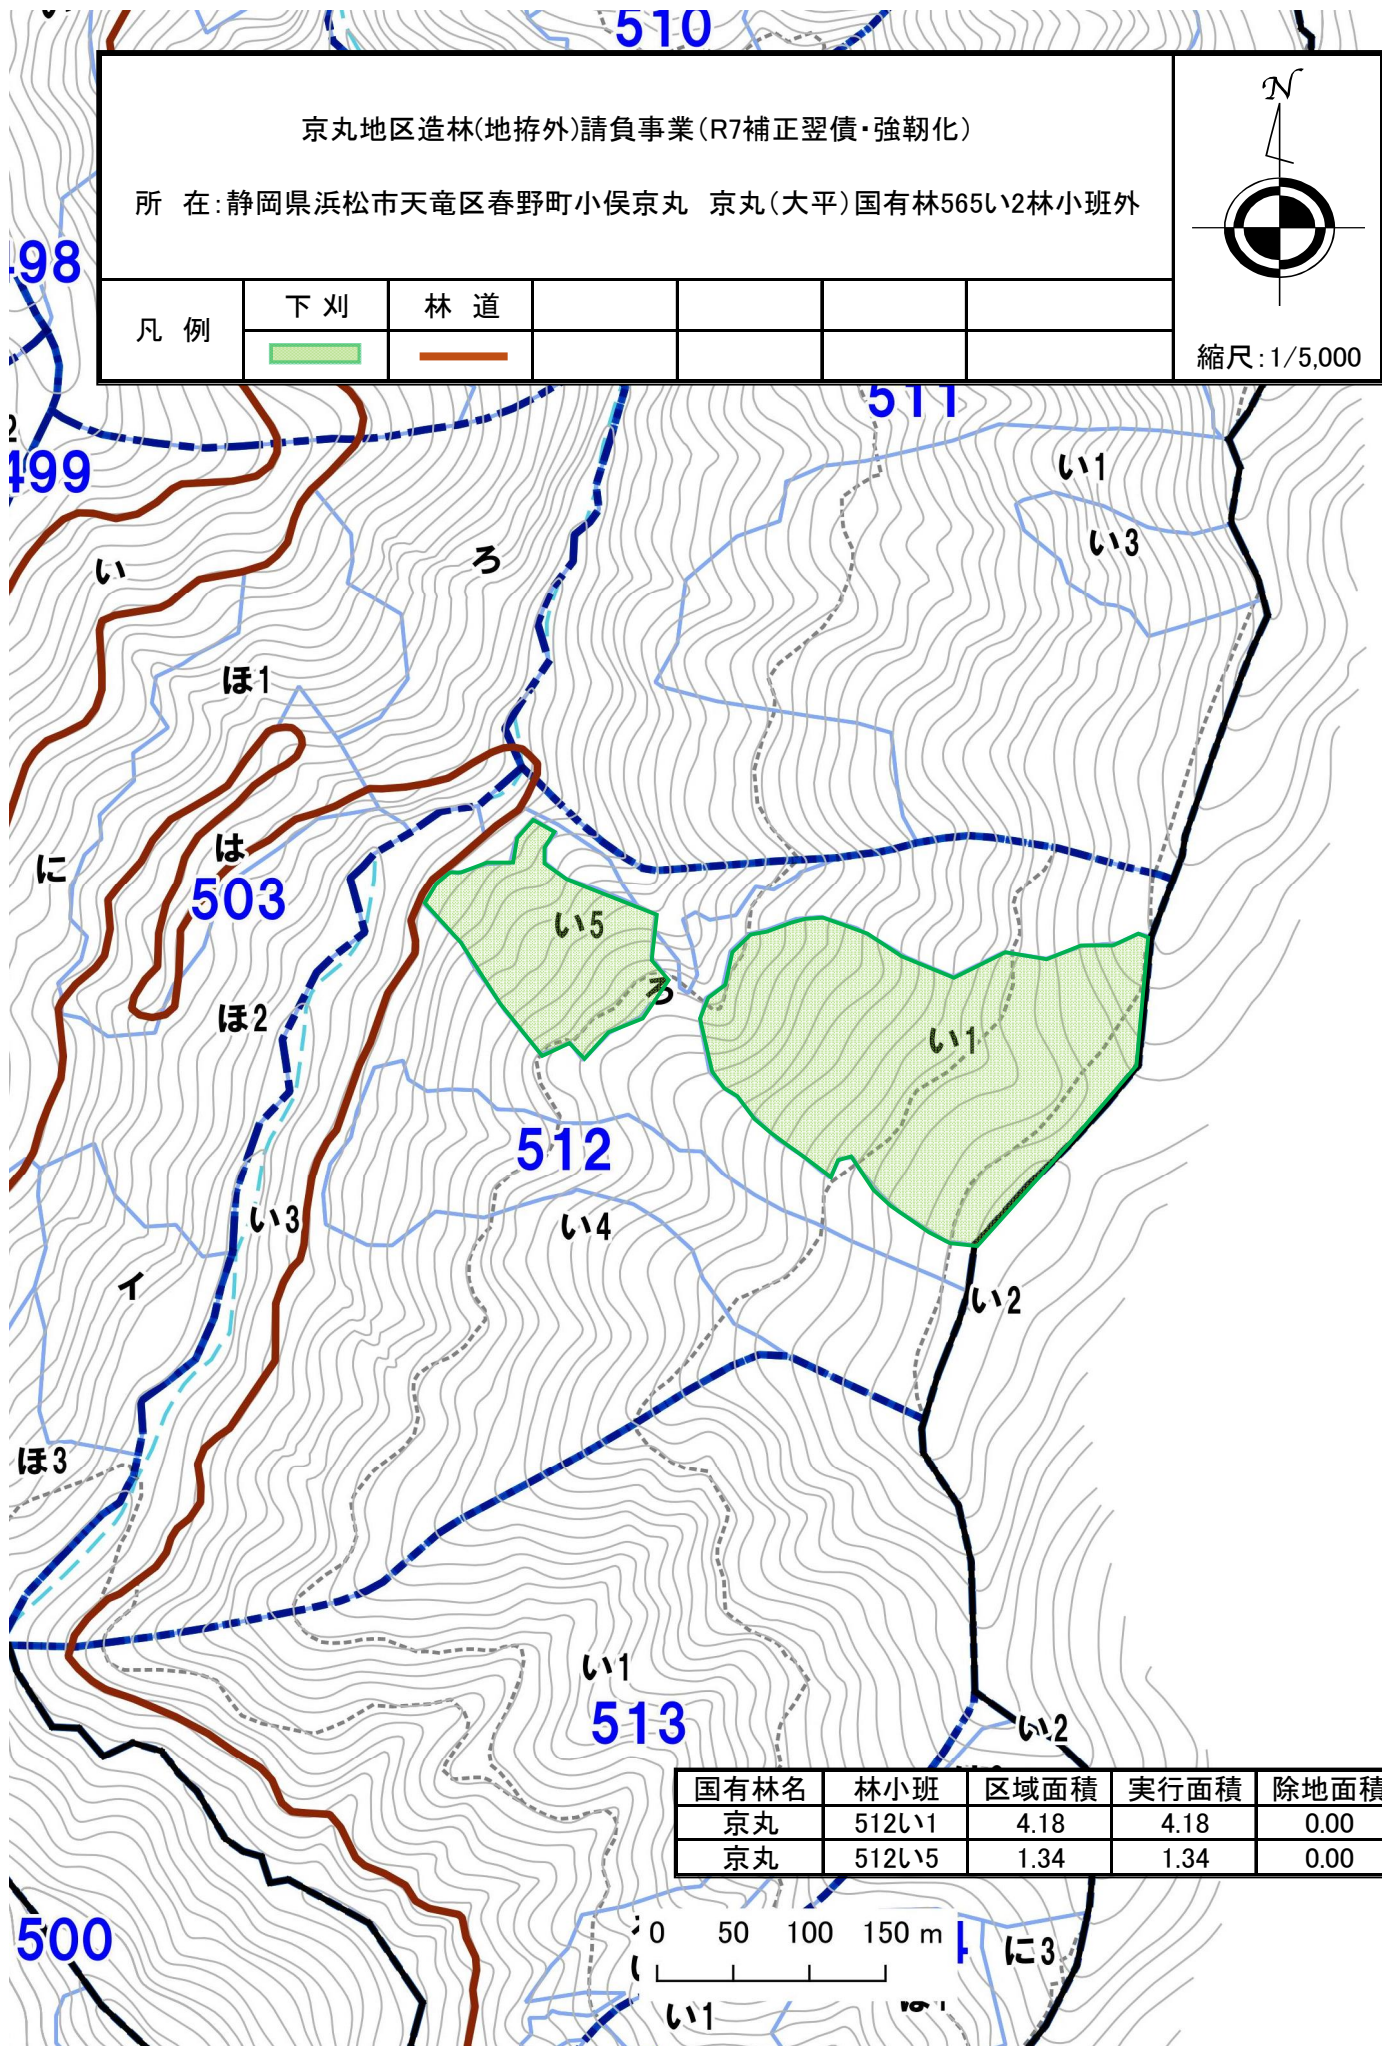 510
京丸地区造林(地拵外)請負事業(R7補正翌債・強靭化)
所 在:静岡県浜松市天竜区春野町小俣京丸 京丸(大平)国有林565い2林小班外
N
凡 例
下 刈
林 道
縮尺:1/5,000
498
499
511
い1
い3
い
ろ
ほ1
に
は
503
い5
ろ
い1
ほ2
512
い3
い4
イ
い2
ほ3
い1
513
い2
国有林名 林小班 区域面積 実行面積 除地面積
京丸 512い1 4.18 4.18 0.00
京丸 512い5 1.34 1.34 0.00
500
0 50 100 150 m
に3
い1